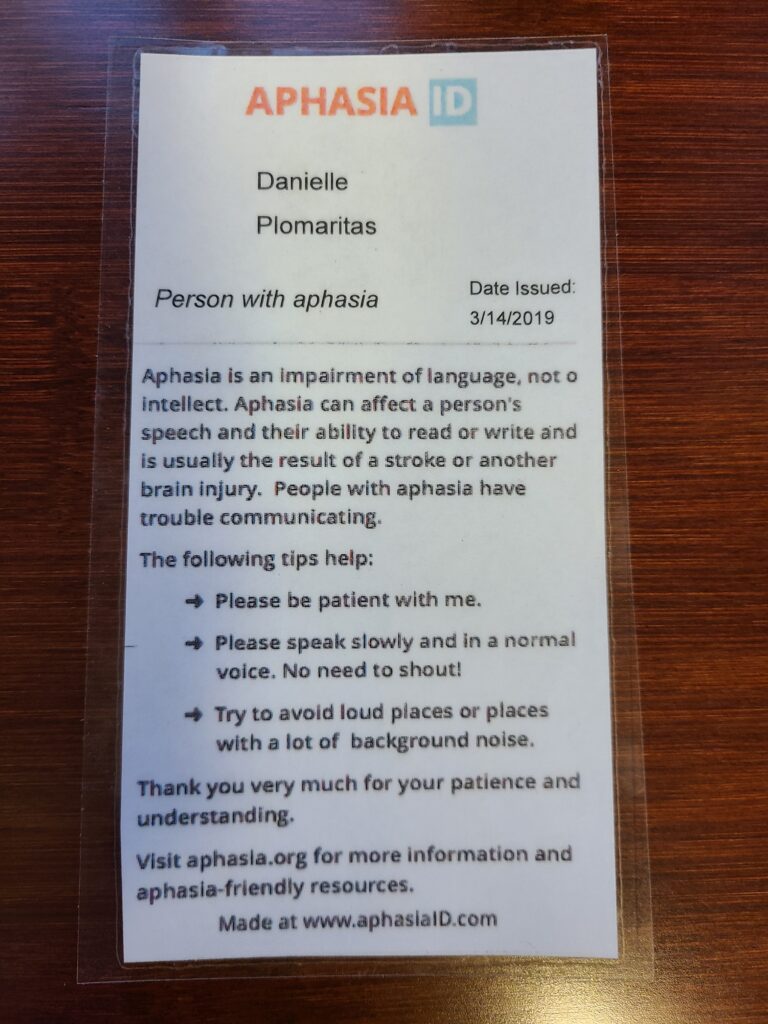 APHASIA ID
Danielle
Plomaritas
Person with aphasia
Date Issued:
3/14/2019
Aphasia is an impairment of language, not o
intellect. Aphasia can affect a person's
speech and their ability to read or write and
is usually the result of a stroke or another
brain injury. People with aphasia have
trouble communicating.
The following tips help:
➔ Please be patient with me.
➔ Please speak slowly and in a normal
voice. No need to shout!
➔ Try to avoid loud places or places
with a lot of background noise.
Thank you very much for your patience and
understanding.
Visit aphasia.org for more information and
aphasia-friendly resources.
Made at www.aphasiaID.com